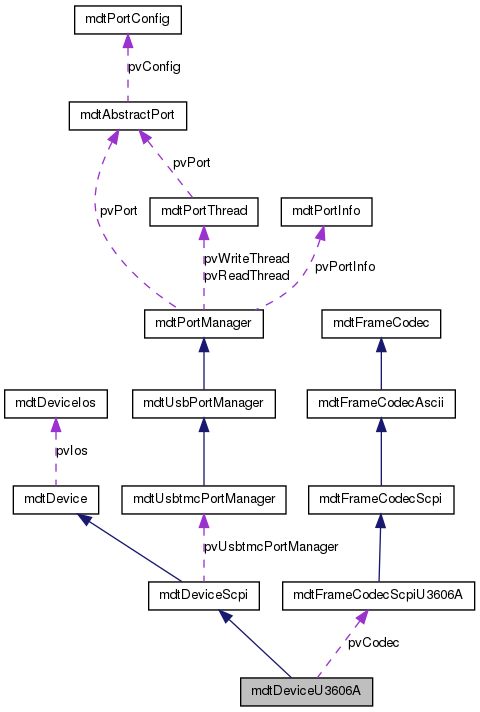 mdtPortConfig
pvConfig
mdtAbstractPort
pvPort
pvPort
mdtPortThread
mdtPortInfo
pvWriteThread
pvReadThread
pvPortInfo
mdtPortManager
mdtFrameCodec
mdtDeviceIos
mdtUsbPortManager
mdtFrameCodecAscii
pvIos
mdtDevice
mdtUsbtmcPortManager
mdtFrameCodecScpi
pvUsbtmcPortManager
mdtDeviceScpi
mdtFrameCodecScpiU3606A
pvCodec
mdtDeviceU3606A